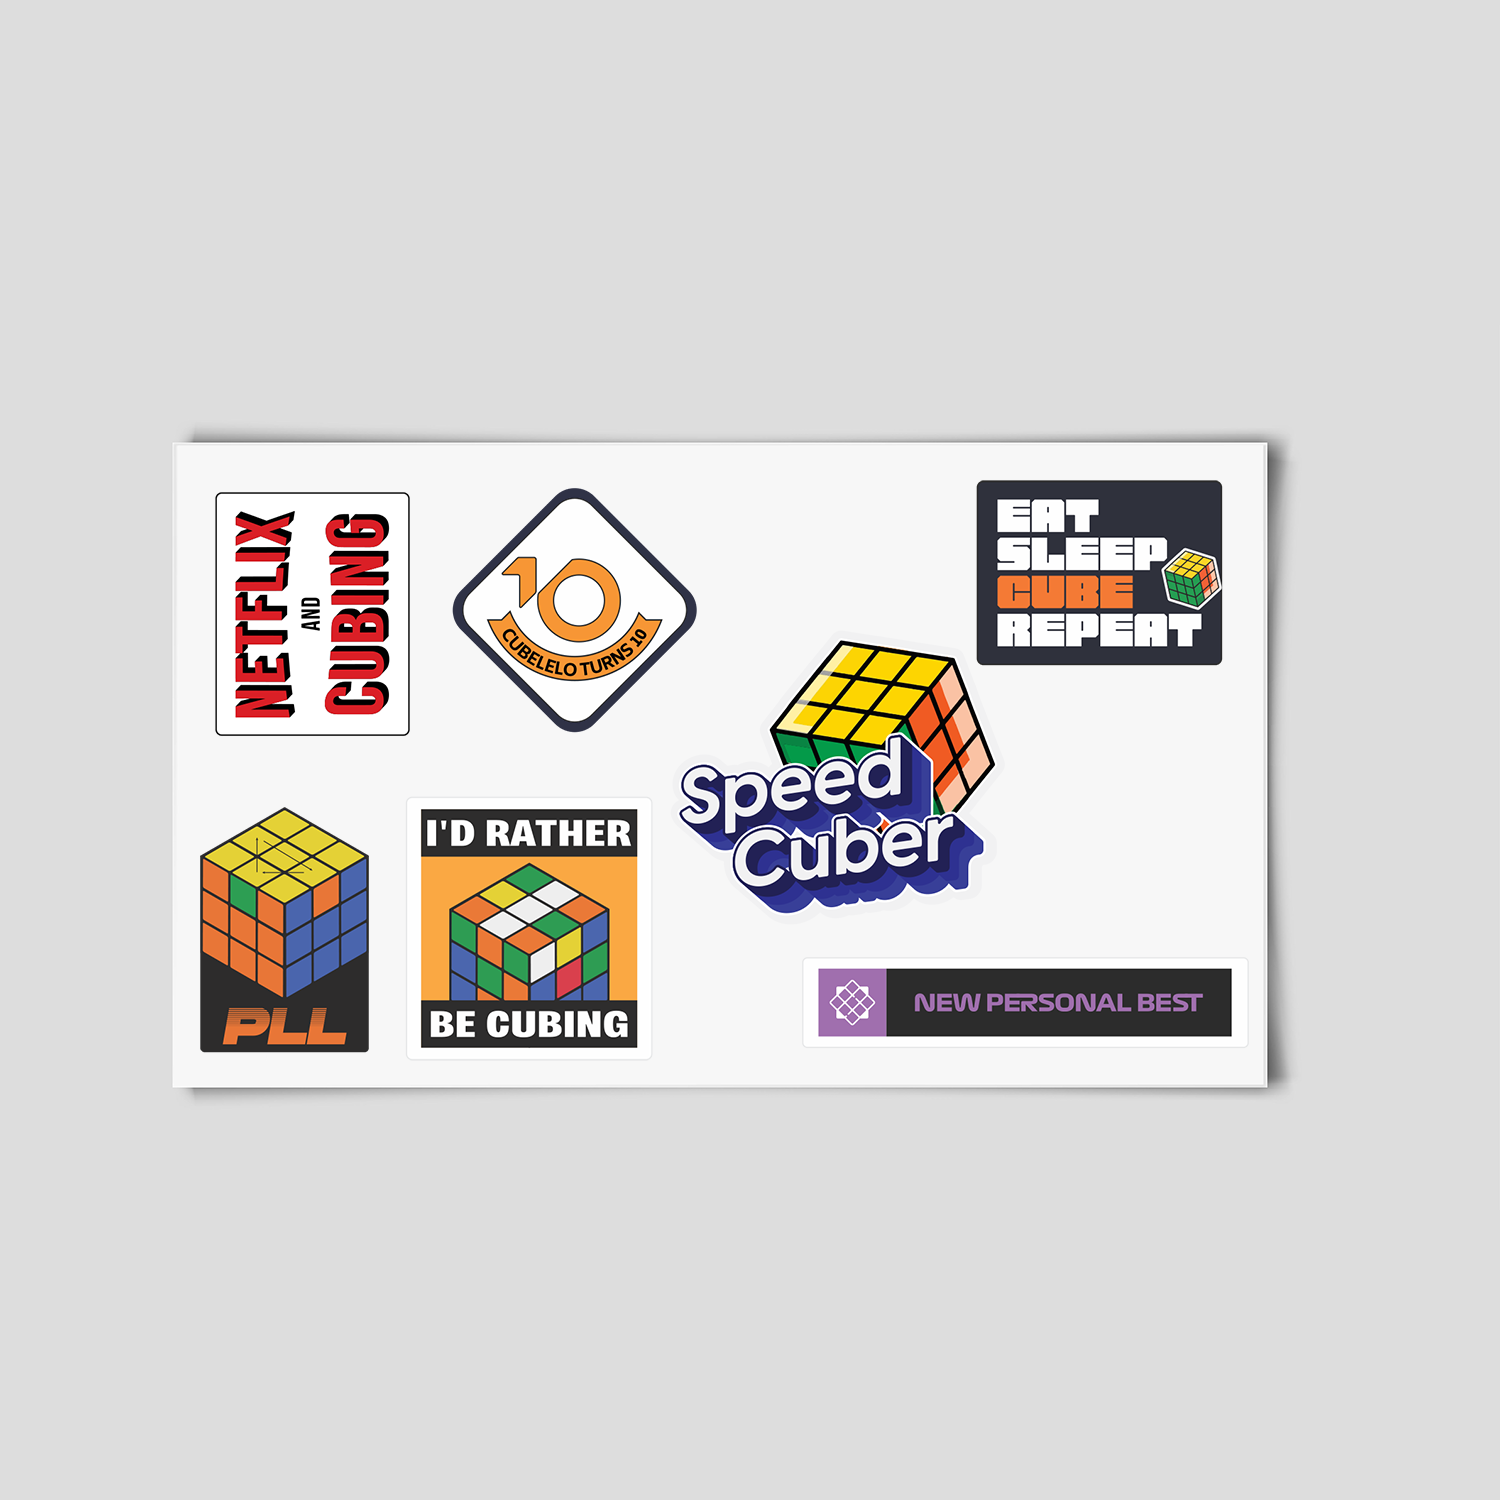 NETFLIX
AND
CUBING
10
CUBELELO TURNS 10
EAT
SLEEP
CUBE
REPEAT
Speed
Cuber
PLL
I'D RATHER
BE CUBING
NEW PERSONAL BEST